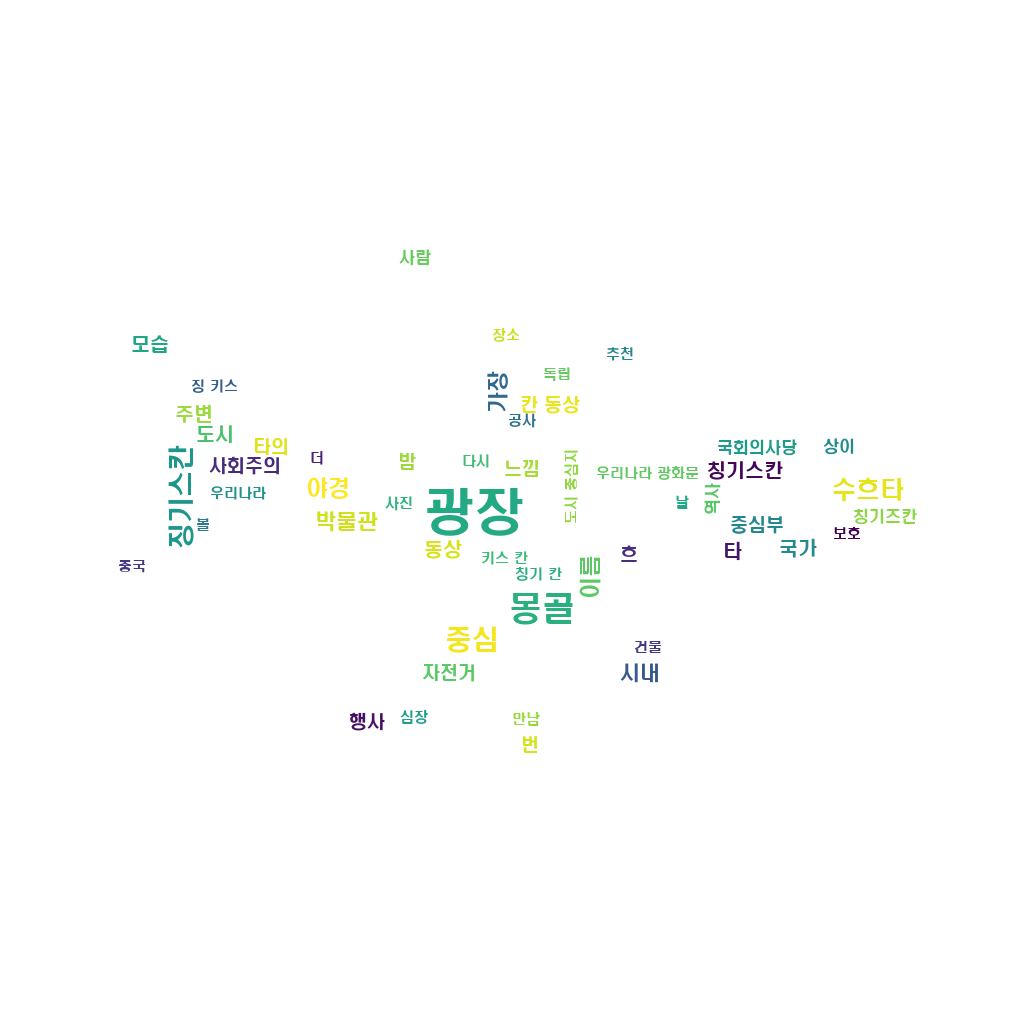 사람
장소
모습
추천
독립
가장
징 키스
칸 동상
주변
공사
도시
타의
국회의사당
상이
더
밤
다시
느낌
사회주의
칭기스칸
우리나라 광화문
도시 중심지
징기스칸
우리나라
야경
사진
수흐타
날
역사
광장
박물관
칭기즈칸
볼
중심부
보호
동상
흐
타
국가
키스 칸
중국
칭기 칸
이름
몽골
중심
건물
자전거
시내
행사
심장
만남
번